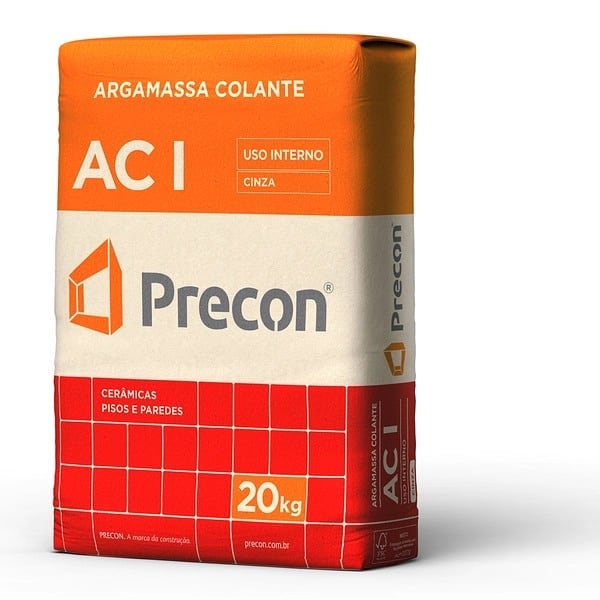 ARGAMASSA COLANTE
AC I
USO INTERNO
CINZA
Precon®
CERÂMICAS
PISOS E PAREDES
20kg
PRECON. A marca da construção.
precon.com.br
Precon
ARGAMASSA COLANTE
AC I
USO INTERNO
CINZA
FSC